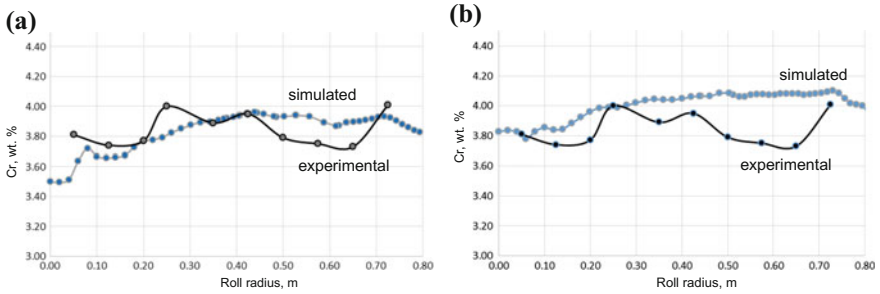 (a)
4.40
4.20
4.00
3.80
3.60
3.40
3.20
3.00
Cr, wt. %
simulated
experimental
0.00 0.10 0.20 0.30 0.40 0.50 0.60 0.70 0.80
Roll radius, m
(b)
4.40
4.20
4.00
3.80
3.60
3.40
3.20
3.00
Cr, wt. %
simulated
experimental
0.00 0.10 0.20 0.30 0.40 0.50 0.60 0.70 0.80
Roll radius, m